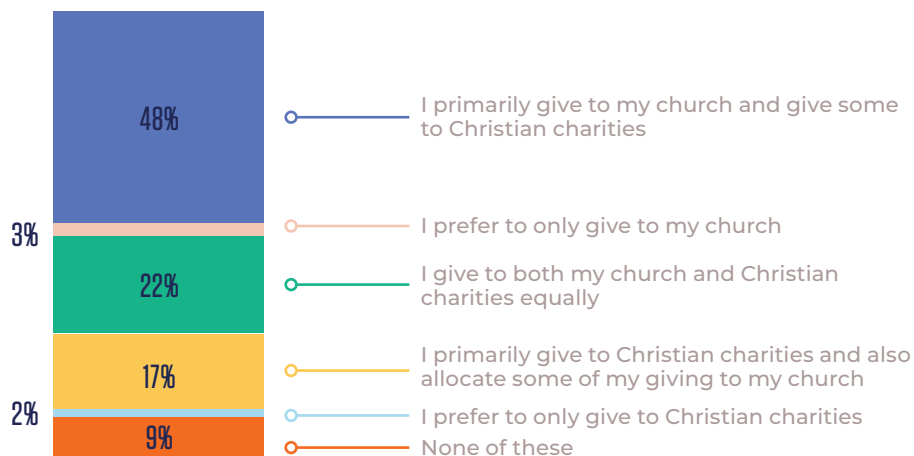 48%
I primarily give to my church and give some
to Christian charities
3%
I prefer to only give to my church
22%
I give to both my church and Christian
charities equally
17%
I primarily give to Christian charities and also
allocate some of my giving to my church
2%
I prefer to only give to Christian charities
9%
None of these